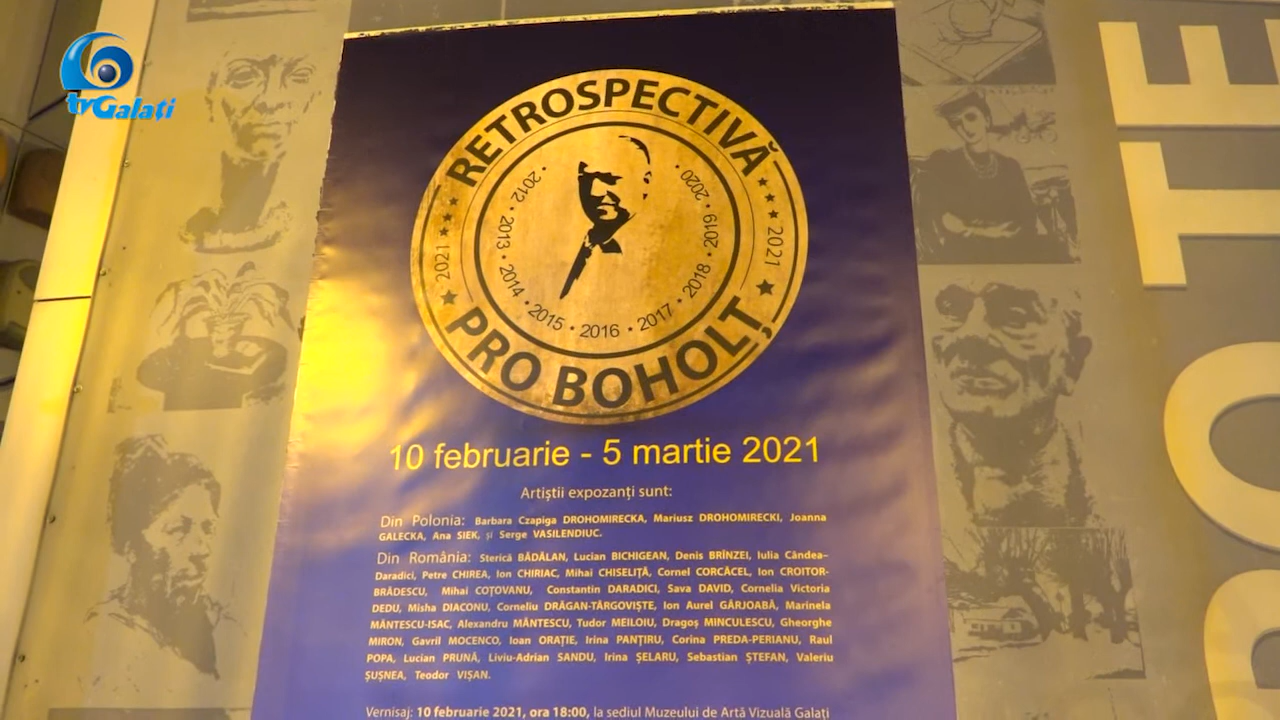 tvGalați
RETROSPECTIVĂ
2012 • 2013 • 2014 • 2015 • 2016 • 2017 • 2018 • 2019 • 2020
2021
2021
PRO BOHOLȚ
10 februarie - 5 martie 2021
Artiștii expozanți sunt:
Din Polonia: Barbara Czapiga DROHOMIRECKA, Mariusz DROHOMIRECKI, Joanna
GALECKA, Ana SIEK, și Serge VASILENDIUC.
Din România: Sterică BĂDĂLAN, Lucian BICHIGEAN, Denis BRÎNZEI, Iulia Cândea–
Daradici, Petre CHIREA, Ion CHIRIAC, Mihai CHISELIȚĂ, Cornel CORCĂCEL, Ion CROITOR-
BRĂDESCU, Mihai COȚOVANU, Constantin DARADICI, Sava DAVID, Cornelia Victoria
DEDU, Misha DIACONU, Corneliu DRĂGAN-TÂRGOVIȘTE, Ion Aurel GÂRJOABĂ, Marinela
MĂNTESCU-ISAC, Alexandru MĂNTESCU, Tudor MEILOIU, Dragoș MINCULESCU, Gheorghe
MIRON, Gavril MOCENCO, Ioan ORAȚIE, Irina PANȚIRU, Corina PREDA-PERIANU, Raul
POPA, Lucian PRUNĂ, Liviu-Adrian SANDU, Irina ȘELARU, Sebastian ȘTEFAN, Valeriu
ȘUȘNEA, Teodor VIȘAN.
Vernisaj: 10 februarie 2021, ora 18:00, la sediul Muzeului de Artă Vizuală Galați